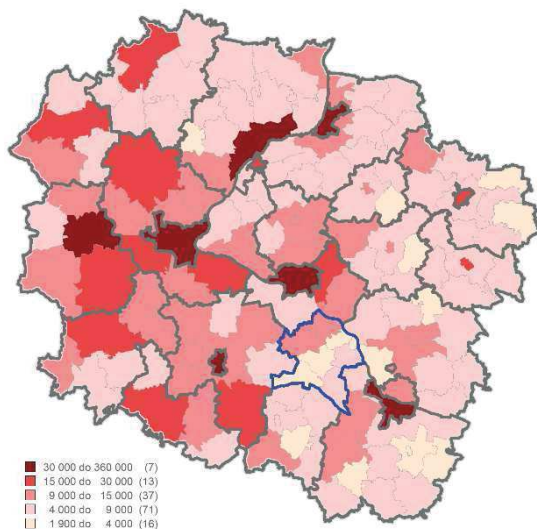 30 000 do 360 000 (7)
15 000 do 30 000 (13)
9 000 do 15 000 (37)
4 000 do 9 000 (71)
1 900 do 4 000 (16)